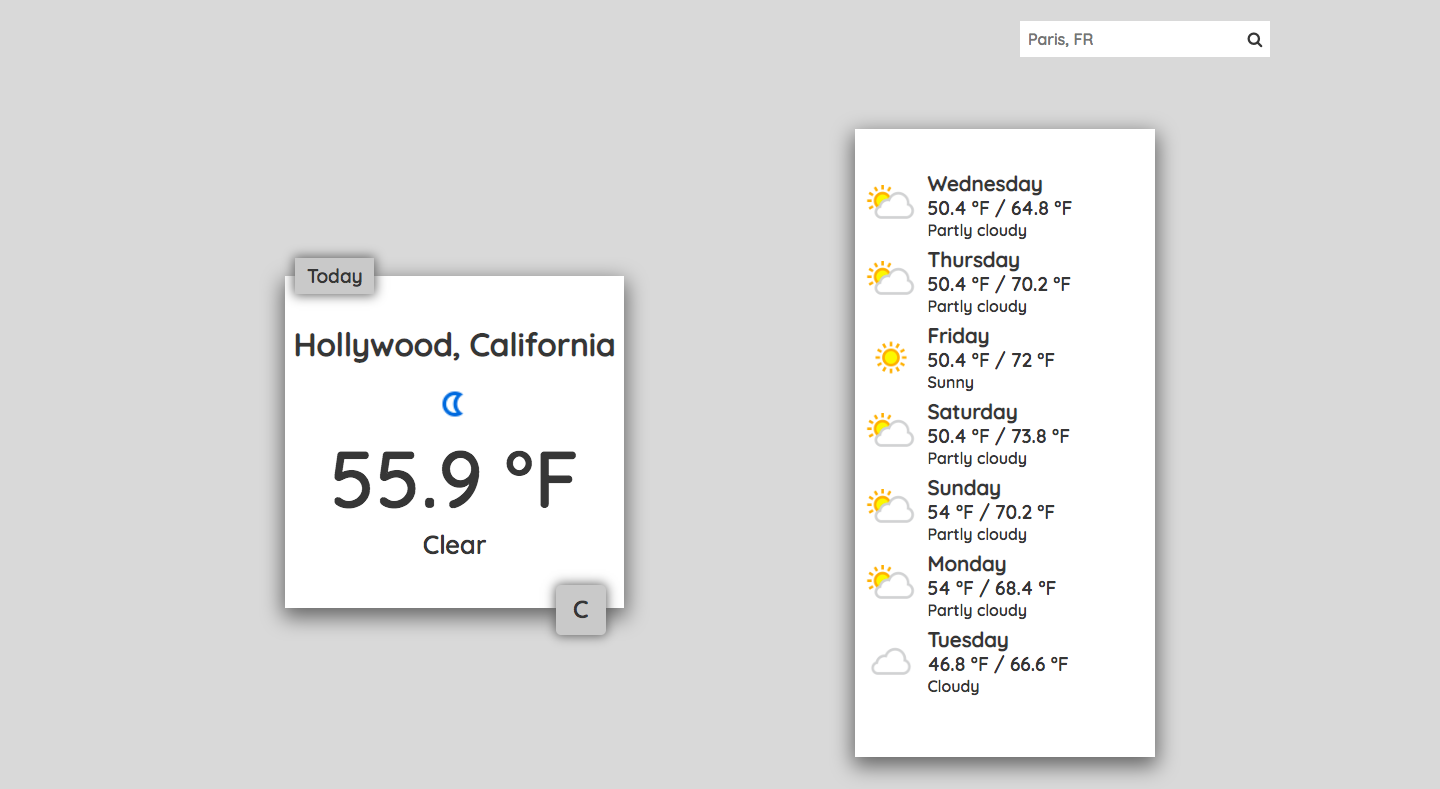 Paris, FR
Today
Hollywood, California
55.9 °F
Clear
C
Wednesday
50.4 °F / 64.8 °F
Partly cloudy
Thursday
50.4 °F / 70.2 °F
Partly cloudy
Friday
50.4 °F / 72 °F
Sunny
Saturday
50.4 °F / 73.8 °F
Partly cloudy
Sunday
54 °F / 70.2 °F
Partly cloudy
Monday
54 °F / 68.4 °F
Partly cloudy
Tuesday
46.8 °F / 66.6 °F
Cloudy